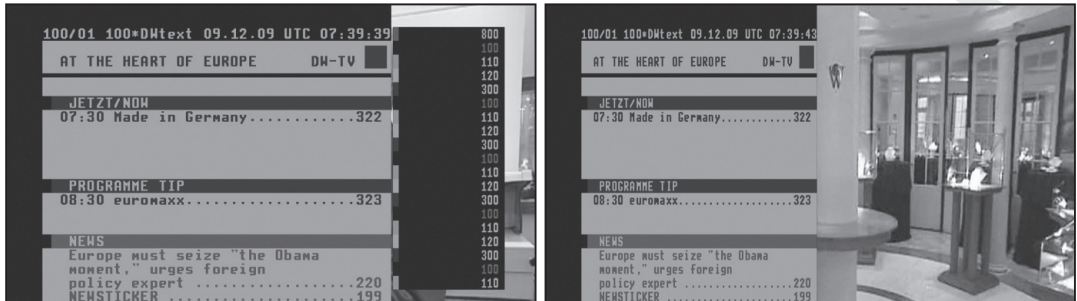 100/01 100*DWtext 09.12.09 UTC 07:39:39
AT THE HEART OF EUROPE DW-TV
JETZT/NOW
07:30 Made in Germany............322
PROGRAMME TIP
08:30 euromaxx..................323
NEWS
Europe must seize "the Obama
moment," urges foreign
policy expert ..................220
NEWSTICKER .....................199
800
100
110
120
300
100
110
120
300
100
110
120
300
100
110
120
300
100
110
100/01 100*DWtext 09.12.09 UTC 07:39:43
AT THE HEART OF EUROPE DW-TV
JETZT/NOW
07:30 Made in Germany............322
PROGRAMME TIP
08:30 euromaxx..................323
NEWS
Europe must seize "the Obama
moment," urges foreign
policy expert ..................220
NEWSTICKER .....................199
W